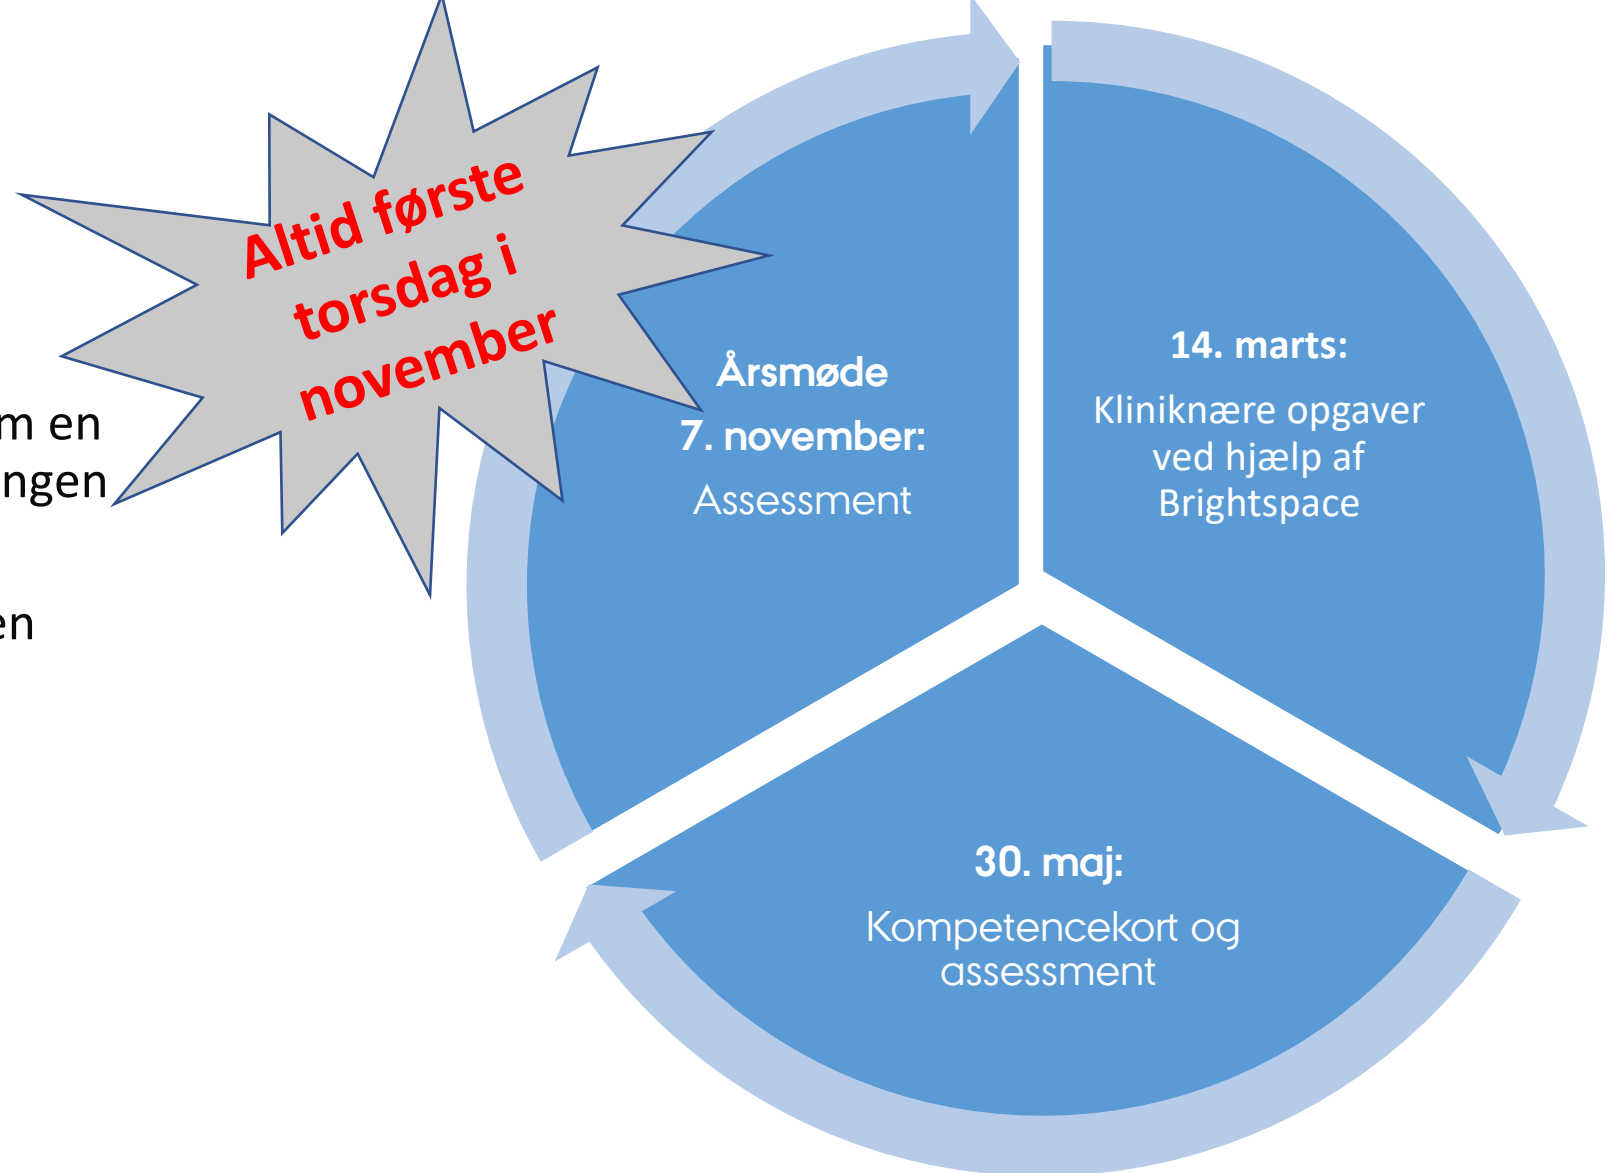 Altid første
torsdag i
november
m en
ngen
en
Årsmøde
7. november:
Assessment
14. marts:
Kliniknære opgaver
ved hjælp af
Brightspace
30. maj:
Kompetencekort og
assessment